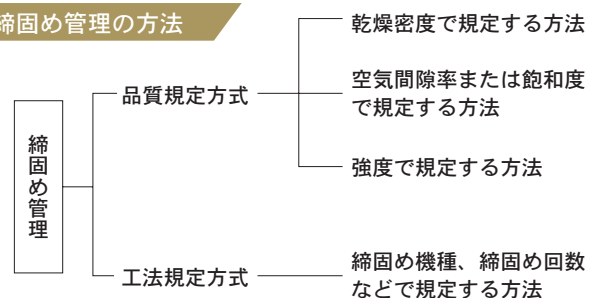 締固め管理の方法
乾燥密度で規定する方法
品質規定方式
空気間隙率または飽和度
で規定する方法
強度で規定する方法
締固め管理
工法規定方式
締固め機種、締固め回数
などで規定する方法